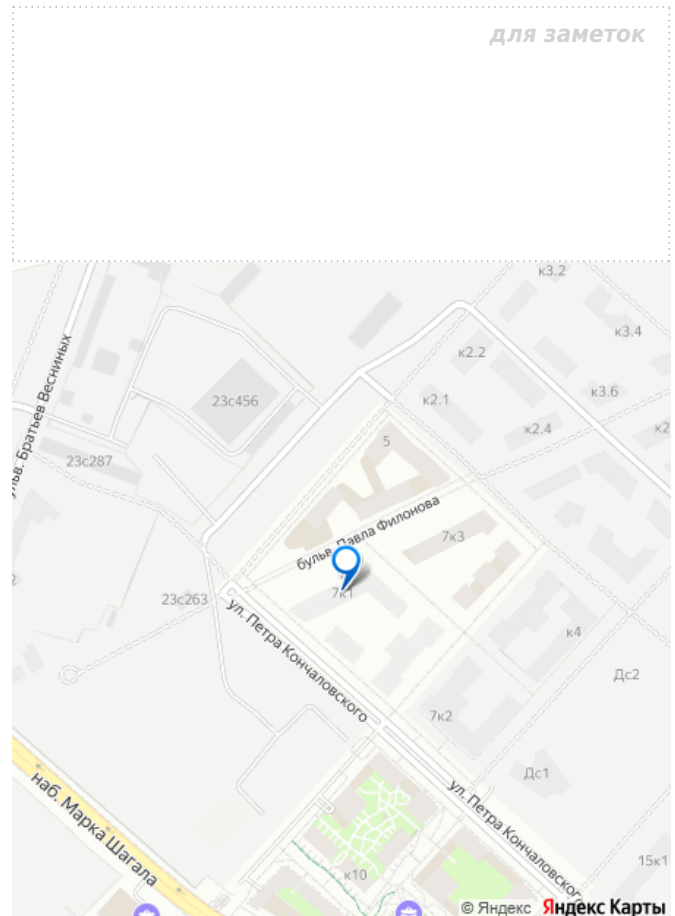 для заметок
к3.2
к3.4
к2.2
к3.6
23с456
к2.1
к2.4
к2
5
23с287
бульв. Павла Филонова
7к3
7к1
23с263
ул. Петра Кончаловского
к4
Дс2
7к2
Дс1
ул. Петра Кончаловского
наб. Марка Шагала
15к1
к10
© Яндекс Яндекс Карты